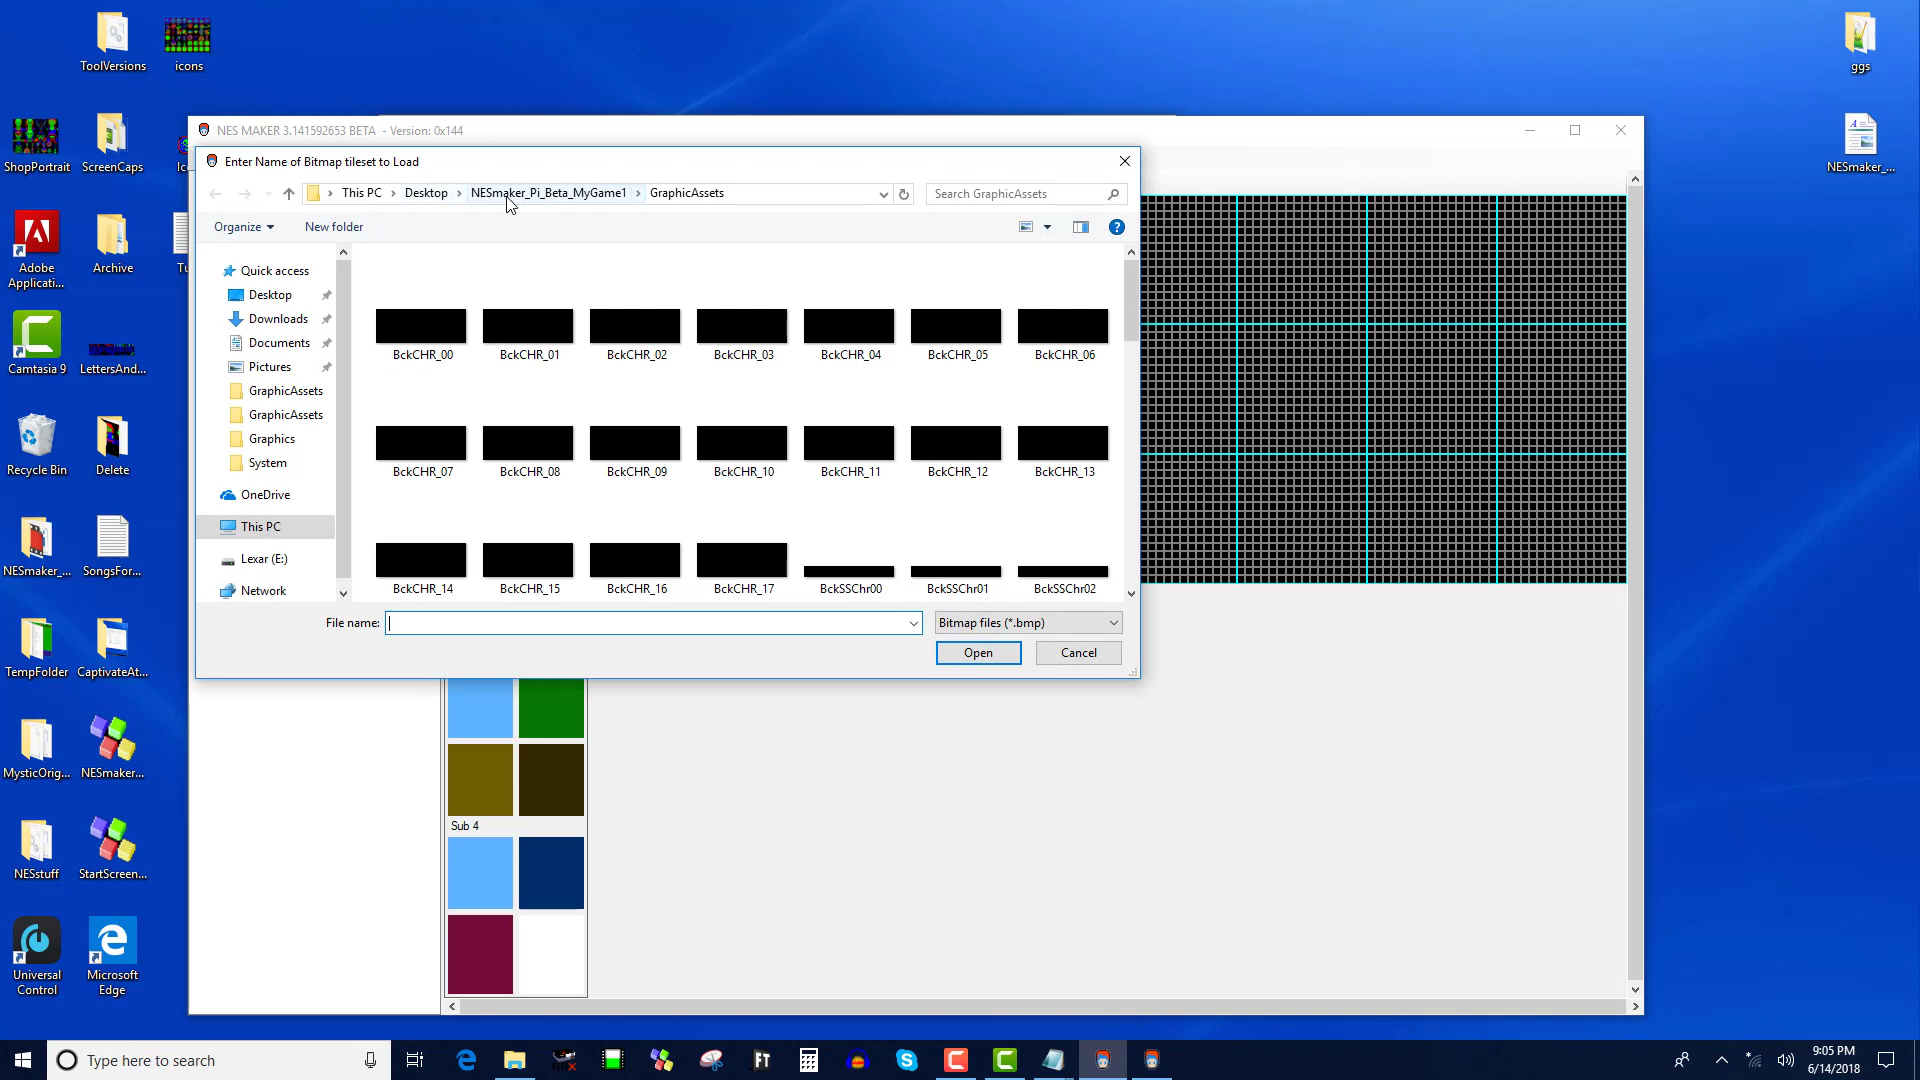 ToolVersions
icons
ggs
ShopPortrait
ScreenCaps
NESmaker_...
Adobe
Applicati...
Archive
Camtasia 9
LettersAnd...
Recycle Bin
Delete
NESmaker_...
SongsFor...
TempFolder
CaptivateAt...
MysticOrig...
NESmaker...
NESstuff
StartScreen...
Universal
Control
Microsoft
Edge
NES MAKER 3.141592653 BETA - Version: 0x144
Enter Name of Bitmap tileset to Load
This PC > Desktop > NESmaker_Pi_Beta_MyGame1 > GraphicAssets
Search GraphicAssets
Organize
New folder
Quick access
Desktop
Downloads
Documents
Pictures
GraphicAssets
GraphicAssets
Graphics
System
OneDrive
This PC
Lexar (E:)
Network
BckCHR_00
BckCHR_01
BckCHR_02
BckCHR_03
BckCHR_04
BckCHR_05
BckCHR_06
BckCHR_07
BckCHR_08
BckCHR_09
BckCHR_10
BckCHR_11
BckCHR_12
BckCHR_13
BckCHR_14
BckCHR_15
BckCHR_16
BckCHR_17
BckSSChr00
BckSSChr01
BckSSChr02
File name:
Bitmap files (*.bmp)
Open
Cancel
Sub 4
Type here to search
FT
9:05 PM
6/14/2018